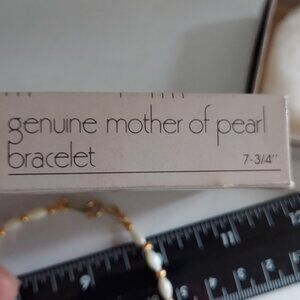 genuine mother of pearl
bracelet
7-3/4"